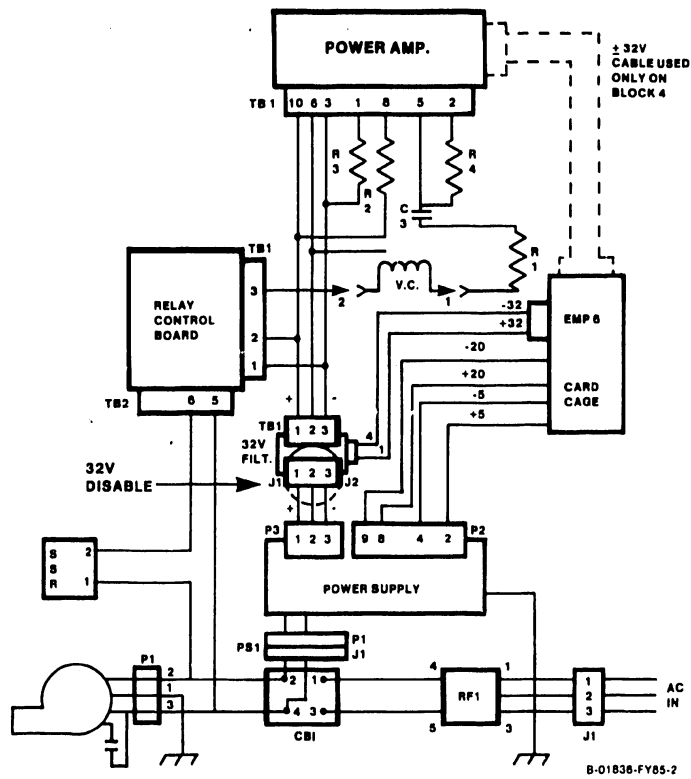 POWER AMP.
± 32V
CABLE USED
ONLY ON
BLOCK 4
TB 1 10 6 3 1 8 5 2
R
3
R
2
R
4
C
3
R
1
TB1
3
2
1
RELAY
CONTROL
BOARD
V.C.
2
1
-32
+32
EMP 6
-20
+20
-5
+5
CARD
CAGE
TB2 6 5
+ -
TB1 1 2 3
4
1
32V
FILT.
J1 1 2 3 J2
32V
DISABLE
+ -
P3 1 2 3
9 8 4 2 P2
S
S
R
2
1
POWER SUPPLY
PS1
P1
J1
P1
2
1
3
2 1
4 3
CBI
4
5
RF1
1
3
1
2
3
J1
AC
IN
B-01838-FY85-2